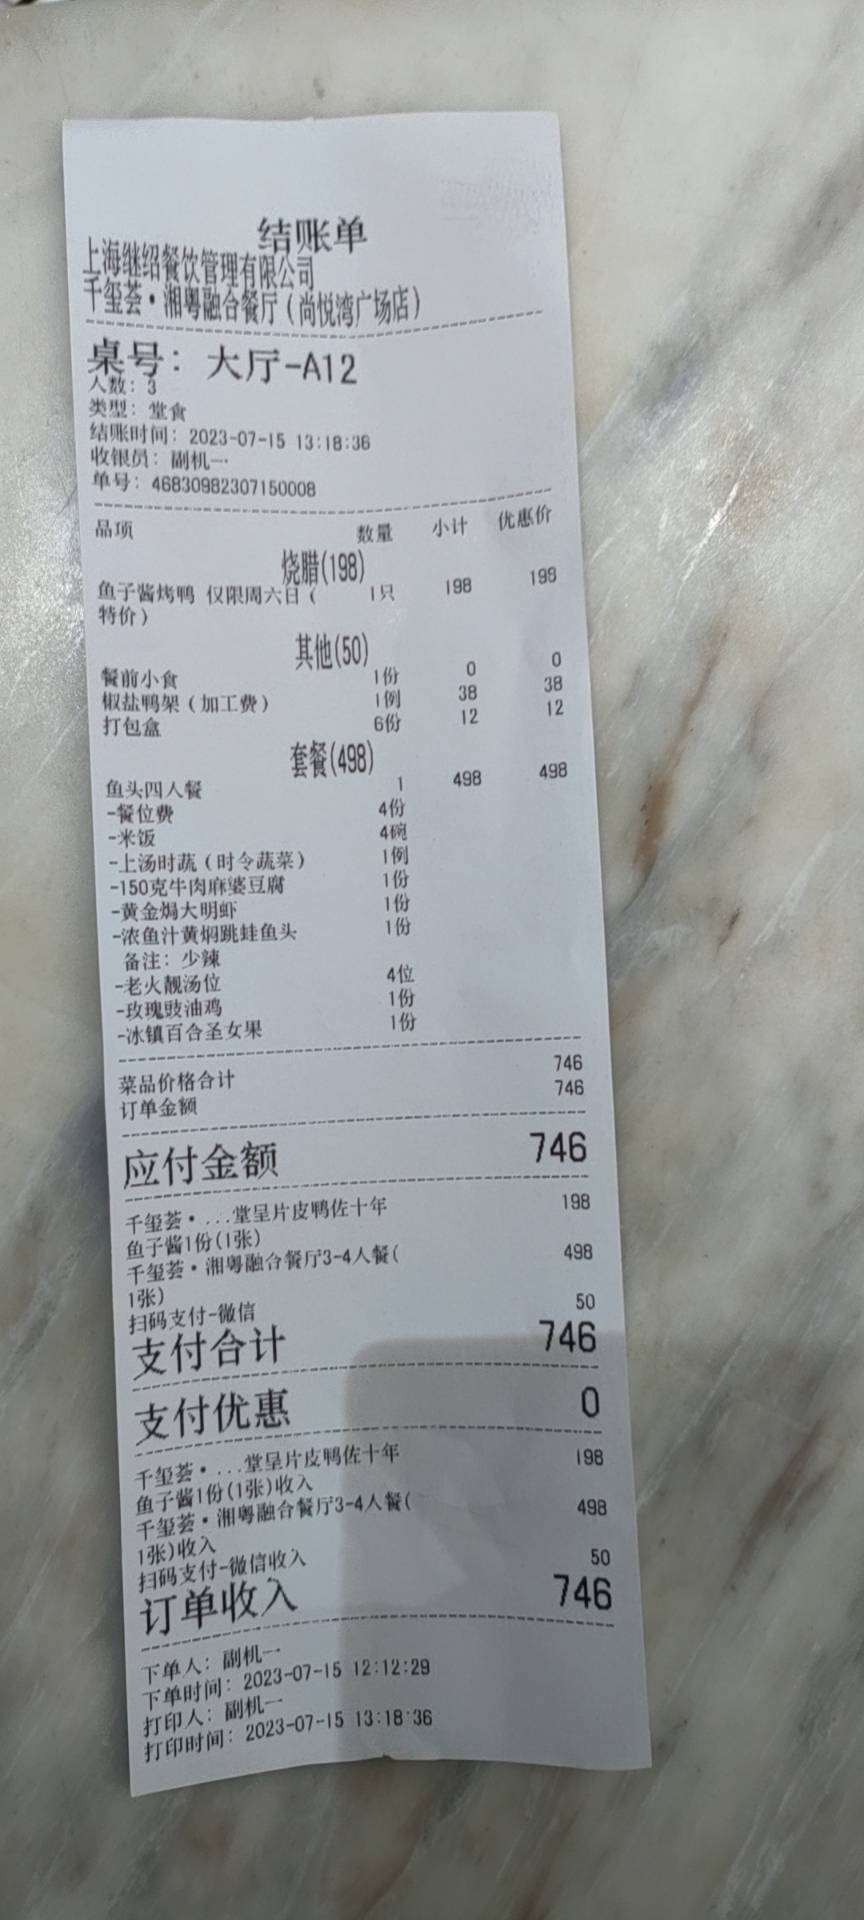 结账单
上海继绍餐饮管理有限公司
千玺荟·湘粤融合餐厅(尚悦湾广场店)
桌号: 大厅-A12
人数: 3
类型: 堂食
结账时间: 2023-07-15 13:18:36
收银员: 副机一
单号: 46830982307150008
品项 数量 小计 优惠价
烧腊(198)
鱼子酱烤鸭 仅限周六日( 1只 198 198
特价)
其他(50)
餐前小食 1份 0 0
椒盐鸭架(加工费) 1例 38 38
打包盒 6份 12 12
套餐(498)
鱼头四人餐 1 498 498
-餐位费 4份
-米饭 4碗
-上汤时蔬(时令蔬菜) 1例
-150克牛肉麻婆豆腐 1份
-黄金焗大明虾 1份
-浓鱼汁黄焖跳蛙鱼头 1份
备注: 少辣
-老火靓汤位 4位
-玫瑰豉油鸡 1份
-冰镇百合圣女果 1份
菜品价格合计 746
订单金额 746
应付金额 746
千玺荟·...堂呈片皮鸭佐十年 198
鱼子酱1份(1张)
千玺荟·湘粤融合餐厅3-4人餐( 498
1张)
扫码支付-微信 50
支付合计 746
支付优惠 0
千玺荟·...堂呈片皮鸭佐十年 198
鱼子酱1份(1张)收入
千玺荟·湘粤融合餐厅3-4人餐( 498
1张)收入
扫码支付-微信收入 50
订单收入 746
下单人: 副机一
下单时间: 2023-07-15 12:12:29
打印人: 副机一
打印时间: 2023-07-15 13:18:36